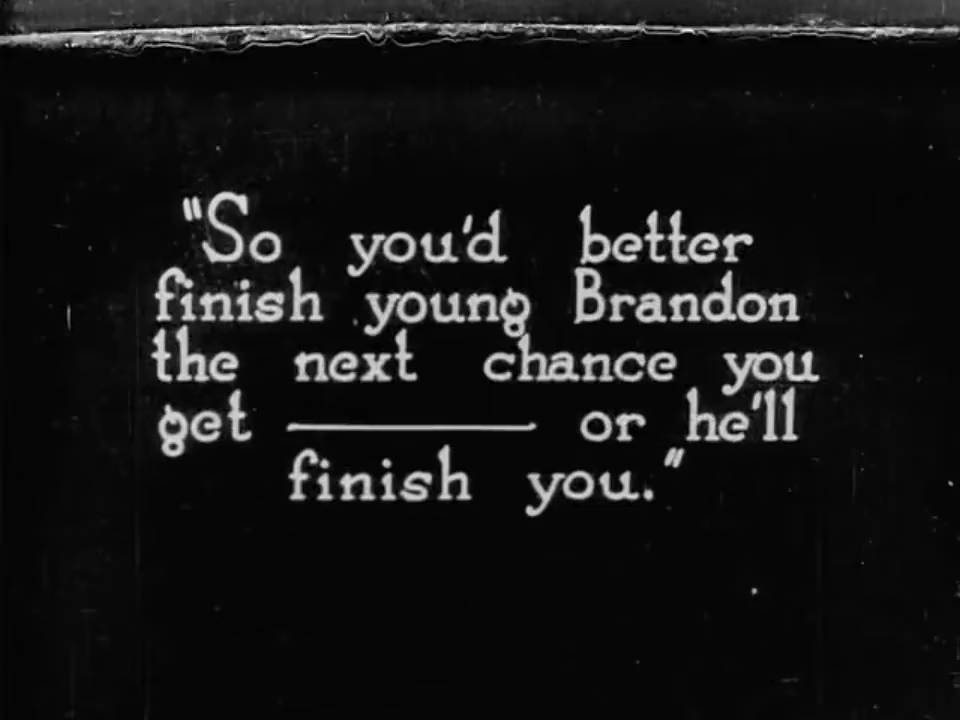 "So you'd better
finish young Brandon
the next chance you
get ——— or he'll
finish you."